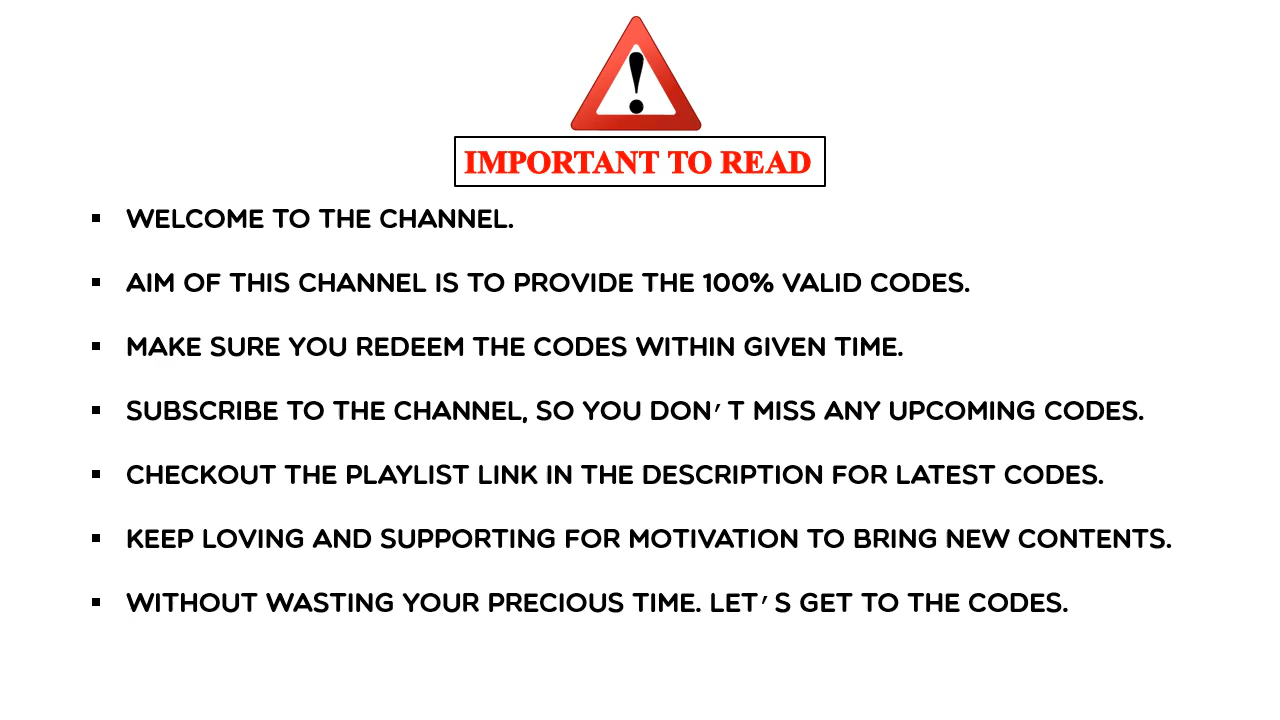 IMPORTANT TO READ
▪ WELCOME TO THE CHANNEL.
▪ AIM OF THIS CHANNEL IS TO PROVIDE THE 100% VALID CODES.
▪ MAKE SURE YOU REDEEM THE CODES WITHIN GIVEN TIME.
▪ SUBSCRIBE TO THE CHANNEL, SO YOU DON'T MISS ANY UPCOMING CODES.
▪ CHECKOUT THE PLAYLIST LINK IN THE DESCRIPTION FOR LATEST CODES.
▪ KEEP LOVING AND SUPPORTING FOR MOTIVATION TO BRING NEW CONTENTS.
▪ WITHOUT WASTING YOUR PRECIOUS TIME. LET'S GET TO THE CODES.